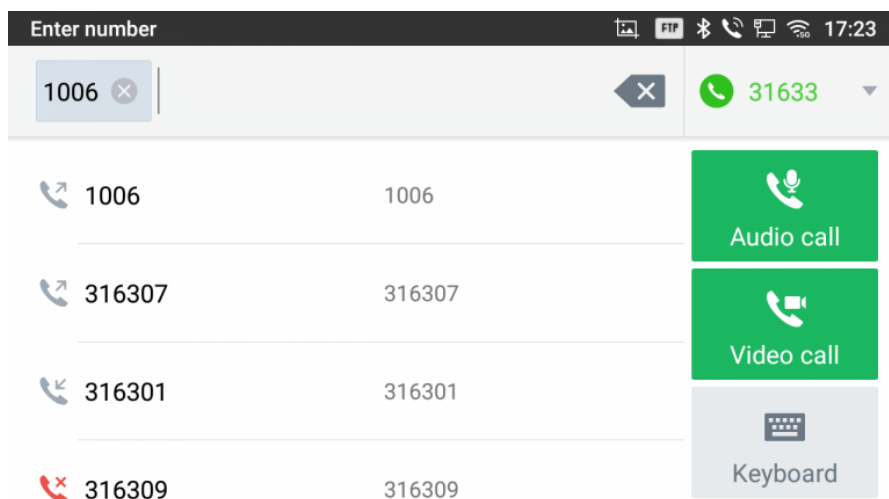 Enter number FTP 5G 17:23
1006 31633
1006 1006
Audio call
316307 316307
Video call
316301 316301
Keyboard
316309 316309